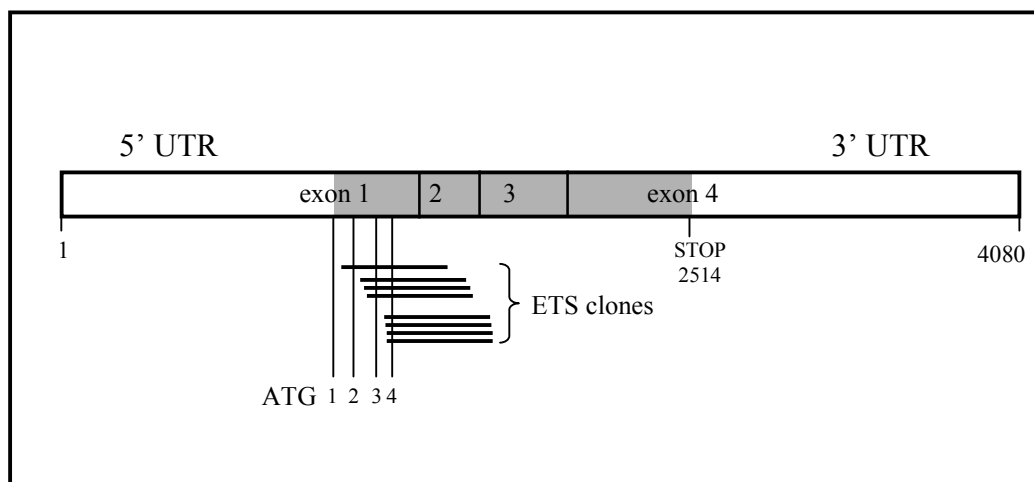 5’ UTR 3’ UTR
exon 1 2 3 exon 4
1 STOP 4080
2514
ETS clones
ATG 1 2 3 4